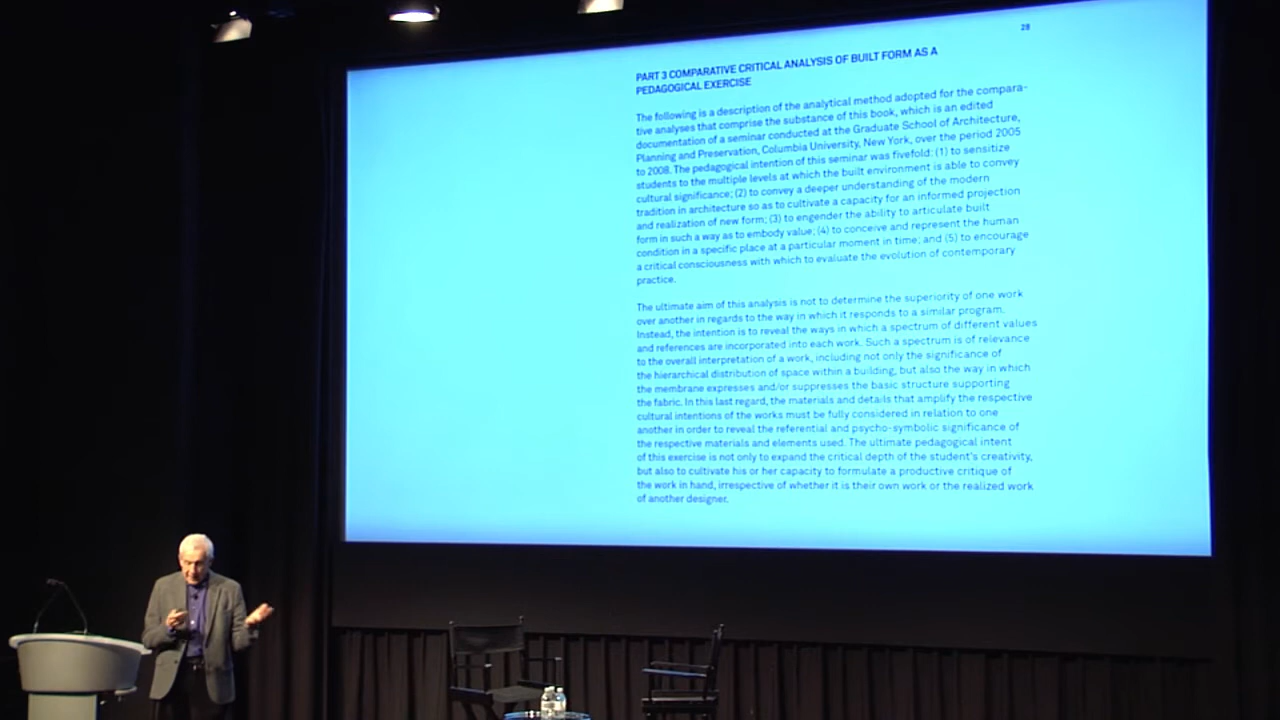 28
PART 3 COMPARATIVE CRITICAL ANALYSIS OF BUILT FORM AS A
PEDAGOGICAL EXERCISE
The following is a description of the analytical method adopted for the compara-
tive analyses that comprise the substance of this book, which is an edited
documentation of a seminar conducted at the Graduate School of Architecture,
Planning and Preservation, Columbia University, New York, over the period 2005
to 2008. The pedagogical intention of this seminar was fivefold: (1) to sensitize
students to the multiple levels at which the built environment is able to convey
cultural significance; (2) to convey a deeper understanding of the modern
tradition in architecture so as to cultivate a capacity for an informed projection
and realization of new form; (3) to engender the ability to articulate built
form in such a way as to embody value; (4) to conceive and represent the human
condition in a specific place at a particular moment in time; and (5) to encourage
a critical consciousness with which to evaluate the evolution of contemporary
practice.
The ultimate aim of this analysis is not to determine the superiority of one work
over another in regards to the way in which it responds to a similar program.
Instead, the intention is to reveal the ways in which a spectrum of different values
and references are incorporated into each work. Such a spectrum is of relevance
to the overall interpretation of a work, including not only the significance of
the hierarchical distribution of space within a building, but also the way in which
the membrane expresses and/or suppresses the basic structure supporting
the fabric. In this last regard, the materials and details that amplify the respective
cultural intentions of the works must be fully considered in relation to one
another in order to reveal the referential and psycho-symbolic significance of
the respective materials and elements used. The ultimate pedagogical intent
of this exercise is not only to expand the critical depth of the student's creativity,
but also to cultivate his or her capacity to formulate a productive critique of
the work in hand, irrespective of whether it is their own work or the realized work
of another designer.